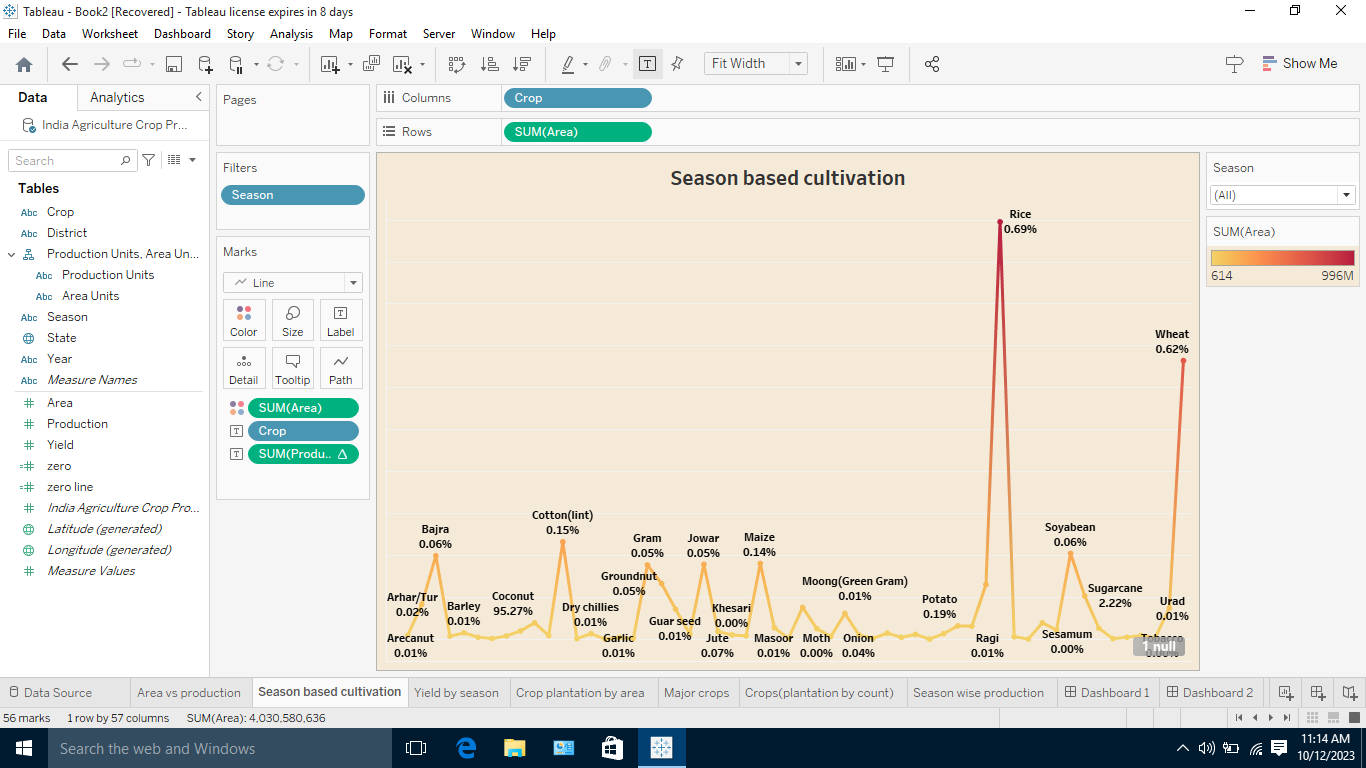 Tableau - Book2 [Recovered] - Tableau license expires in 8 days
File Data Worksheet Dashboard Story Analysis Map Format Server Window Help
Fit Width
Show Me
Data
Analytics
India Agriculture Crop Pr...
Search
Tables
Abc Crop
Abc District
Production Units, Area Un...
Abc Production Units
Abc Area Units
Abc Season
State
Abc Year
Abc Measure Names
# Area
# Production
# Yield
=# zero
=# zero line
# India Agriculture Crop Pro...
Latitude (generated)
Longitude (generated)
# Measure Values
Pages
Filters
Season
Marks
Line
Color
Size
Label
Detail
Tooltip
Path
SUM(Area)
Crop
SUM(Produ..
Columns
Crop
Rows
SUM(Area)
Season based cultivation
Rice
0.69%
Wheat
0.62%
Cotton(lint)
0.15%
Bajra
0.06%
Gram
0.05%
Jowar
0.05%
Maize
0.14%
Soyabean
0.06%
Groundnut
0.05%
Moong(Green Gram)
0.01%
Arhar/Tur
0.02%
Barley
0.01%
Coconut
95.27%
Dry chillies
0.01%
Guar seed
0.01%
Khesari
0.00%
Potato
0.19%
Sugarcane
2.22%
Urad
0.01%
Arecanut
0.01%
Garlic
0.01%
Jute
0.07%
Masoor
0.01%
Moth
0.00%
Onion
0.04%
Ragi
0.01%
Sesamum
0.00%
Tobacco
0.00%
1 null
Season
(All)
SUM(Area)
614
996M
Data Source
Area vs production
Season based cultivation
Yield by season
Crop plantation by area
Major crops
Crops(plantation by count)
Season wise production
Dashboard 1
Dashboard 2
56 marks
1 row by 57 columns
SUM(Area): 4,030,580,636
Search the web and Windows
11:14 AM
10/12/2023